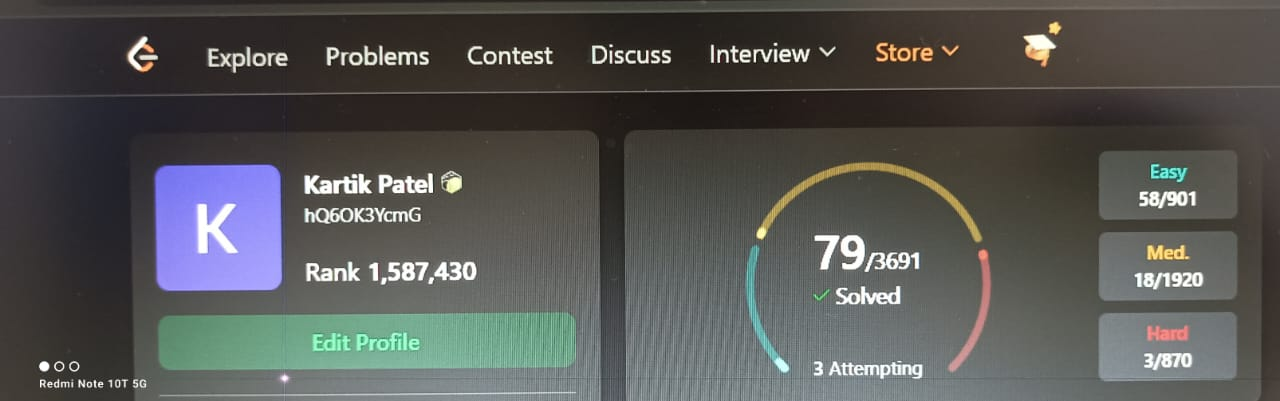 Explore Problems Contest Discuss Interview Store
K
Kartik Patel
hQ6OK3YcmG
Rank 1,587,430
Edit Profile
79/3691
Solved
3 Attempting
Easy
58/901
Med.
18/1920
Hard
3/870
Redmi Note 10T 5G